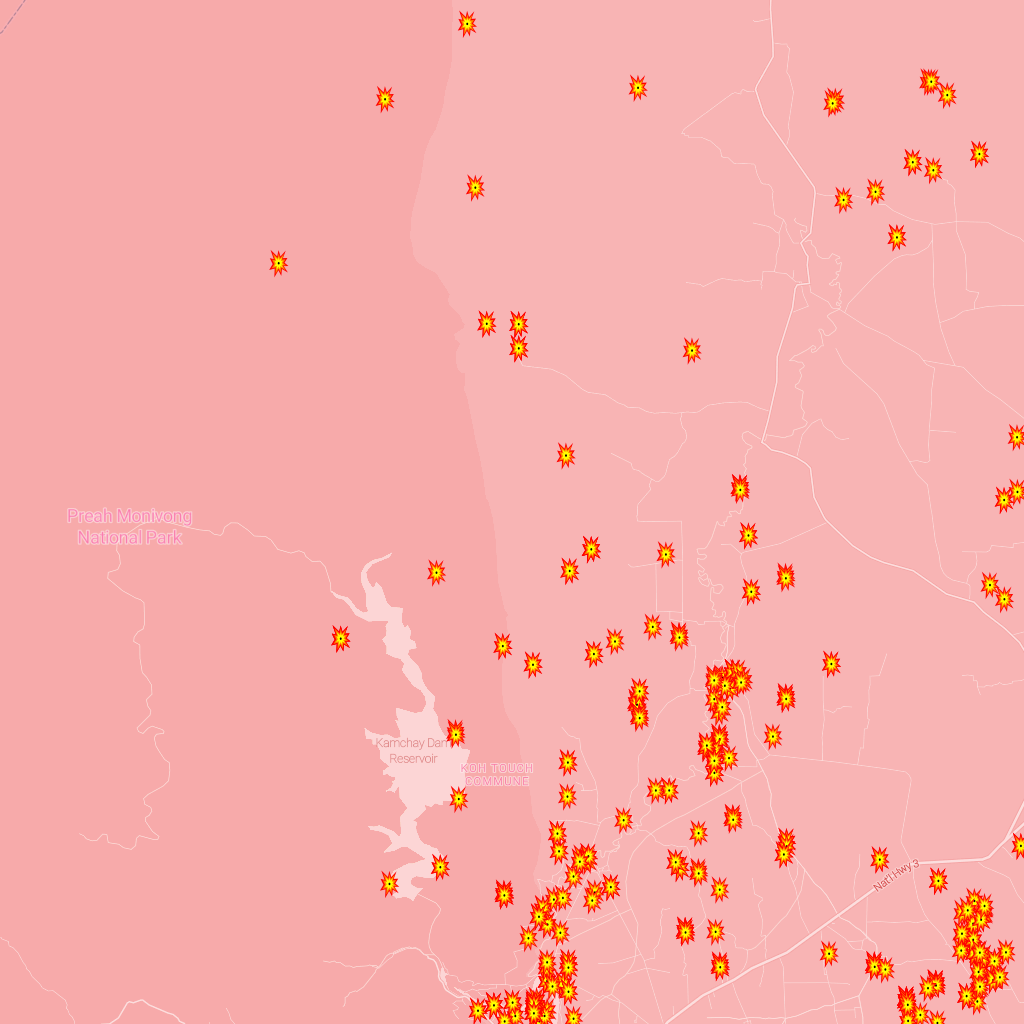 Preah Monivong
National Park
Kamchay Dam
Reservoir
KOH TOUCH
COMMUNE
Nat'l Hwy 3